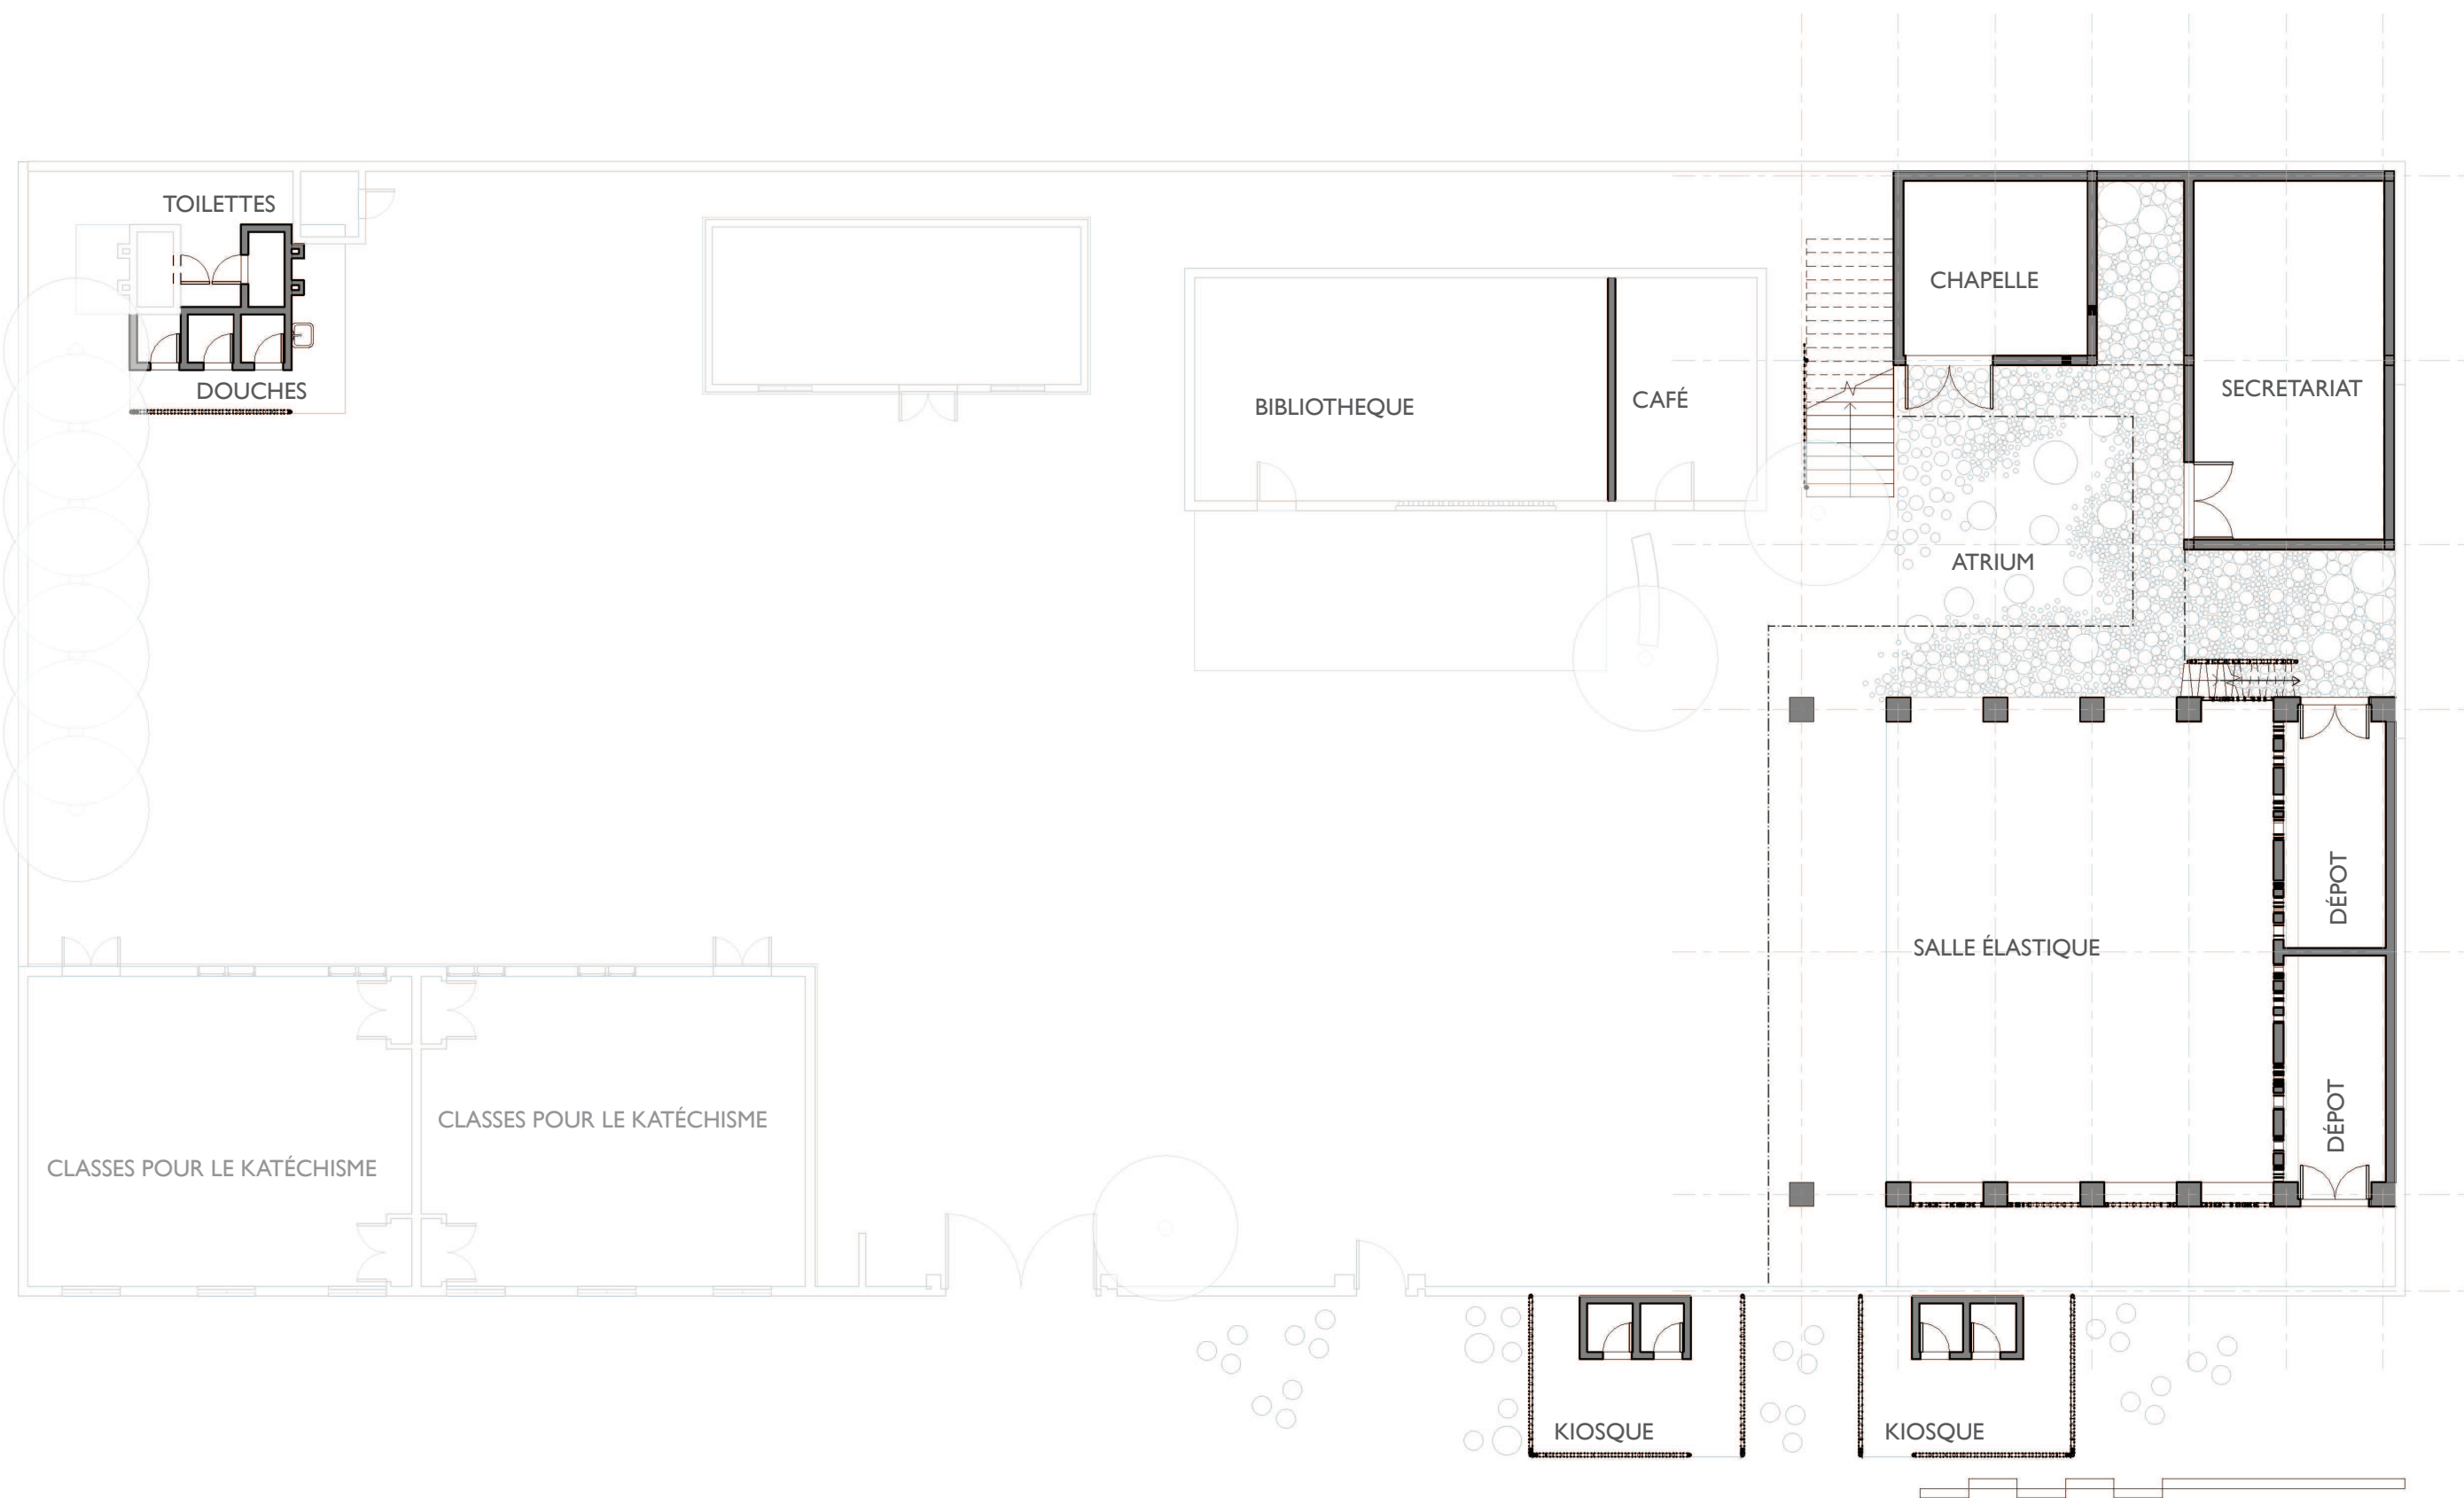 TOILETTES
DOUCHES
CHAPELLE
BIBLIOTHEQUE
CAFÉ
SECRETARIAT
ATRIUM
DÉPOT
SALLE ÉLASTIQUE
DÉPOT
CLASSES POUR LE KATÉCHISME
CLASSES POUR LE KATÉCHISME
KIOSQUE
KIOSQUE